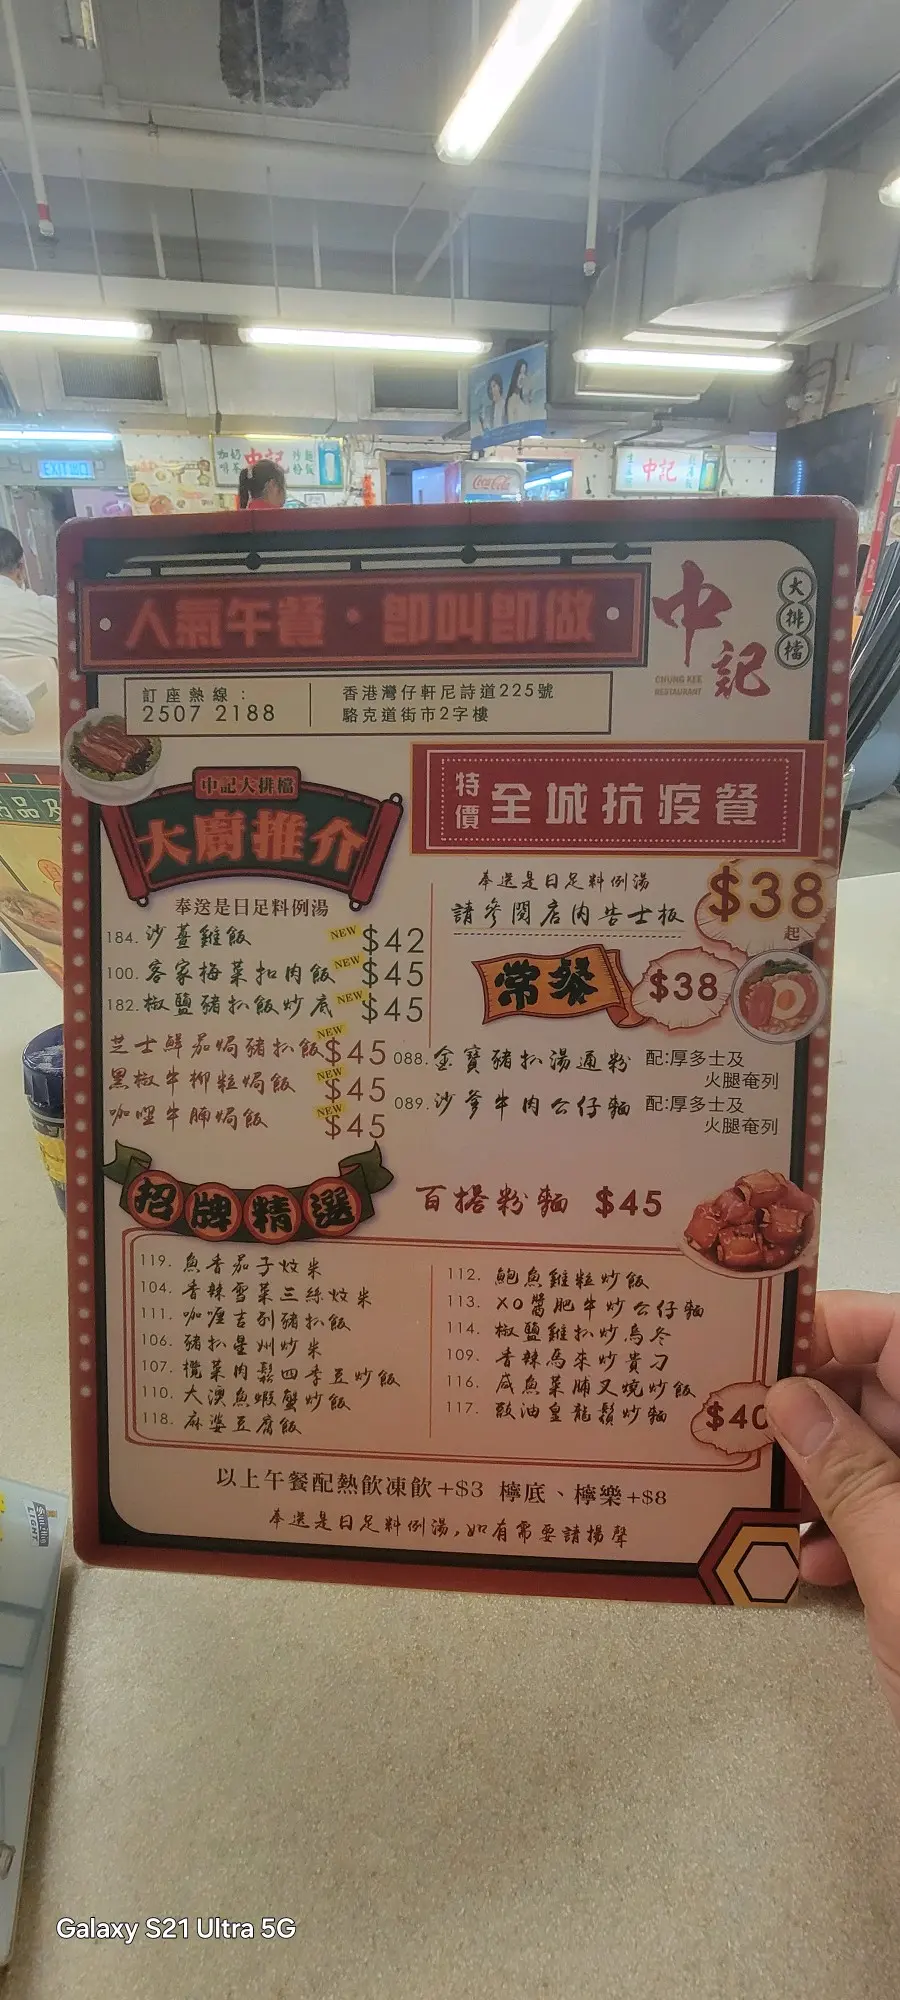 EXIT 出口
中記
Coca-Cola
中記
人氣午餐·即叫即做
中記
大排檔
CHUNG KEE
RESTAURANT
訂座熱線：
2507 2188
香港灣仔軒尼詩道225號
駱克道街市2字樓
中記大排檔
大廚推介
奉送是日足料例湯
184. 沙薑雞飯 NEW $42
100. 客家梅菜扣肉飯 NEW $45
182. 椒鹽豬扒飯炒底 NEW $45
芝士鮮茄焗豬扒飯 NEW $45
黑椒牛柳粒焗飯 NEW $45
咖喱牛腩焗飯 NEW $45
特價 全城抗疫餐
奉送是日足料例湯
請參閱店內告士板
$38起
常餐 $38
088. 金寶豬扒湯通粉 配:厚多士及
火腿奄列
089. 沙爹牛肉公仔麵 配:厚多士及
火腿奄列
招牌精選
百搭粉麵 $45
119. 魚香茄子炆米
104. 香辣雪菜三絲炆米
111. 咖喱吉列豬扒飯
106. 豬扒星州炒米
107. 欖菜肉鬆四季豆炒飯
110. 大澳魚蝦蟹炒飯
118. 麻婆豆腐飯
112. 鮑魚雞粒炒飯
113. XO醬肥牛炒公仔麵
114. 椒鹽雞扒炒烏冬
109. 香辣馬來炒貴刁
116. 咸魚菜脯叉燒炒飯
117. 豉油皇龍鬚炒麵
$40
以上午餐配熱飲凍飲+$3 檸底、檸樂+$8
奉送是日足料例湯,如有需要請揚聲
LIGHT
Galaxy S21 Ultra 5G